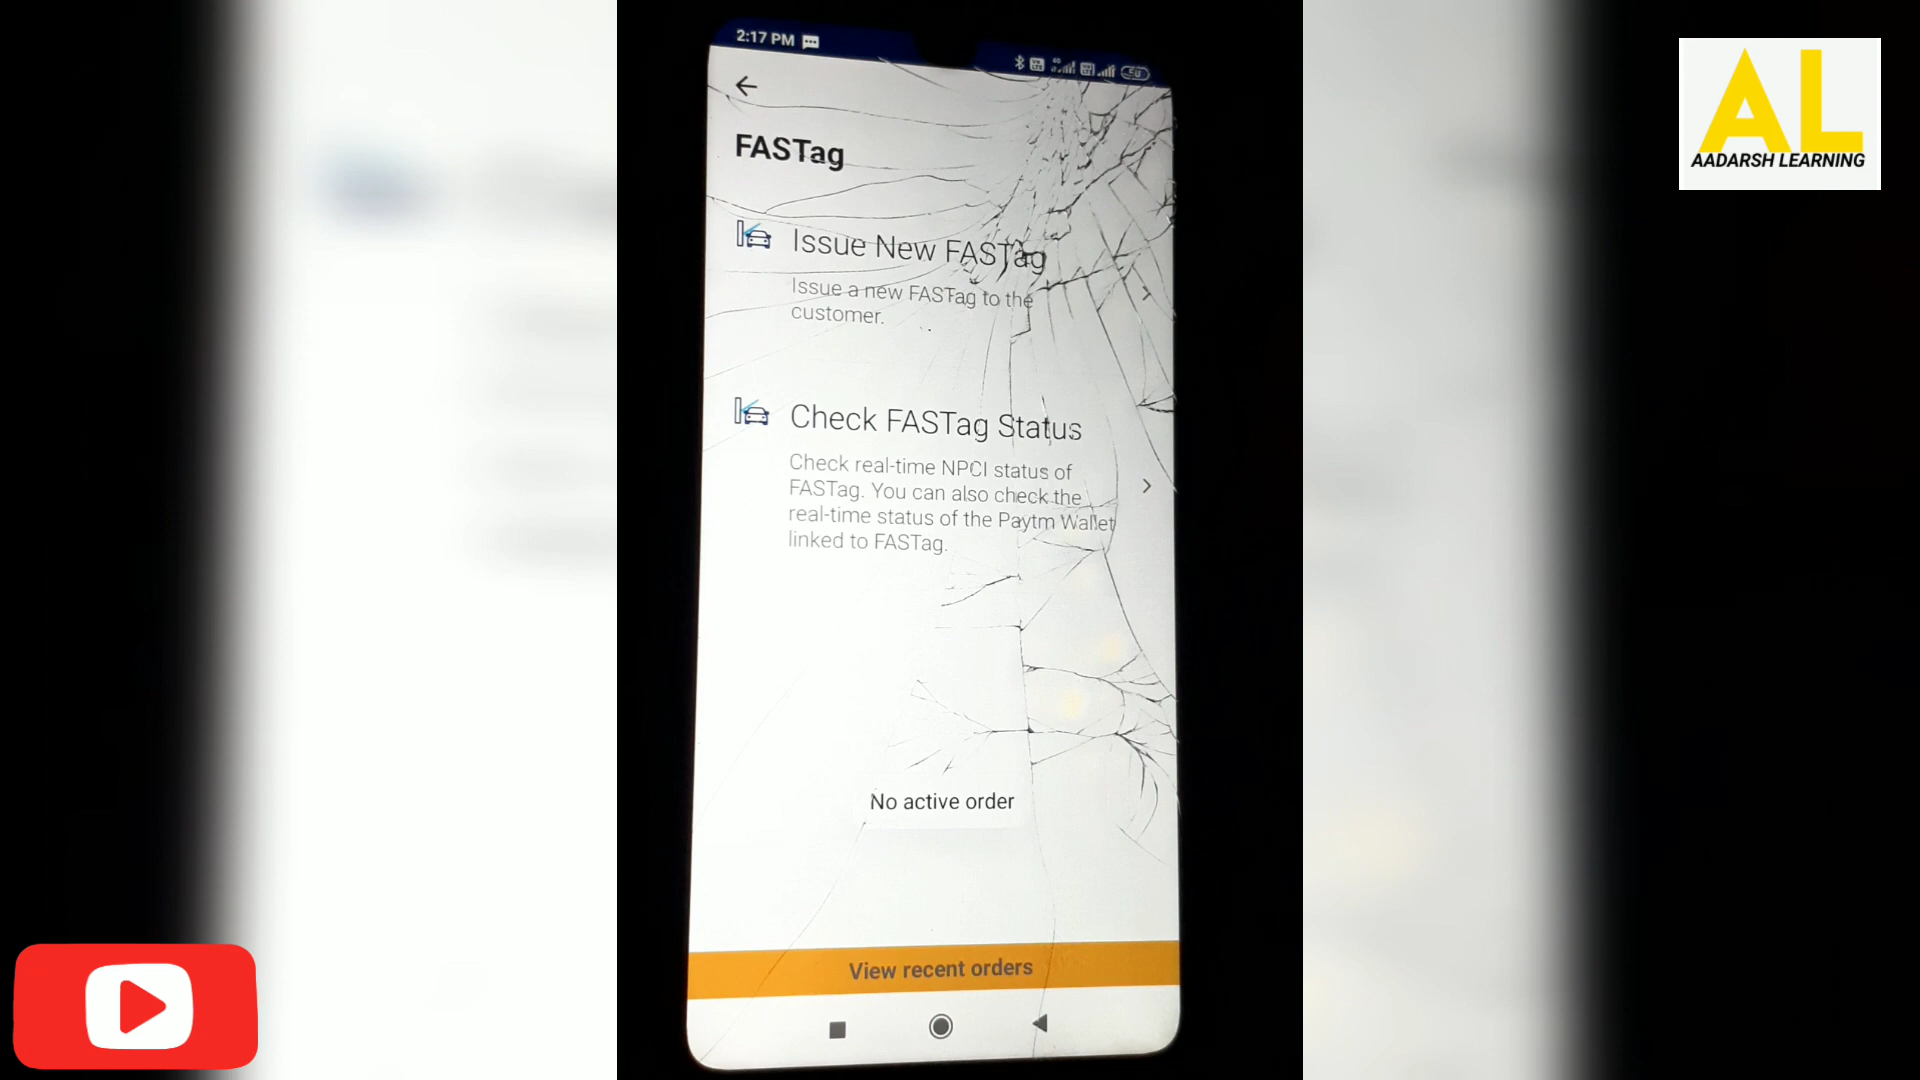 2:17 PM
AL
AADARSH LEARNING
FASTag
Issue New FASTag
Issue a new FASTag to the
customer.
Check FASTag Status
Check real-time NPCI status of
FASTag. You can also check the
real-time status of the Paytm Wallet
linked to FASTag.
No active order
View recent orders